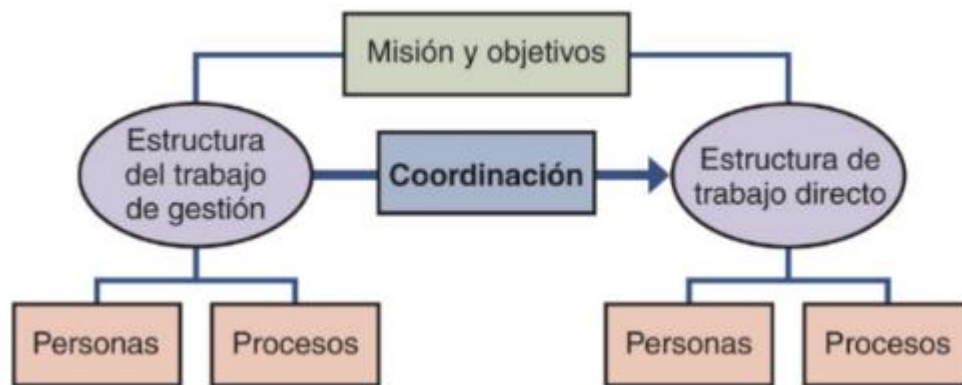 Misión y objetivos
Estructura
del trabajo
de gestión
Coordinación
Estructura de
trabajo directo
Personas
Procesos
Personas
Procesos